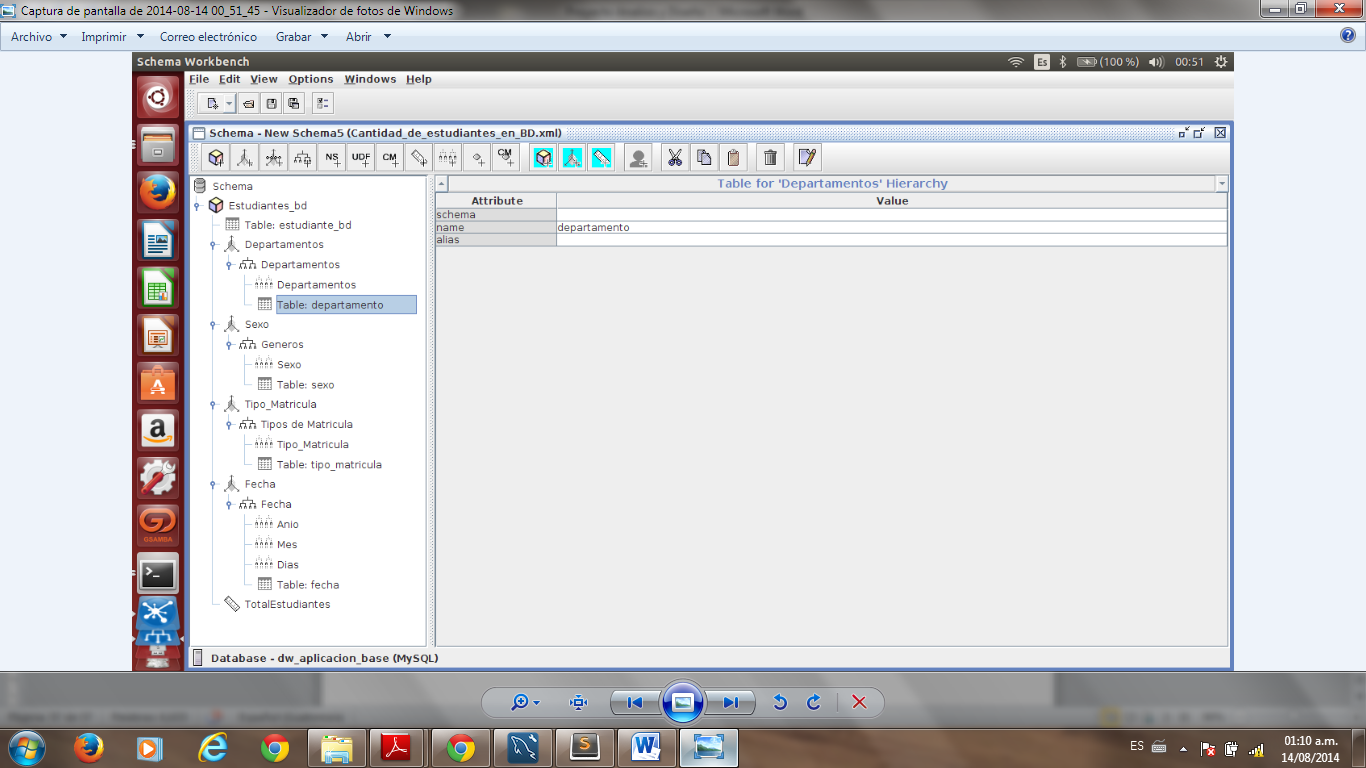 Captura de pantalla de 2014-08-14 00_51_45 - Visualizador de fotos de Windows
Archivo Imprimir Correo electrónico Grabar Abrir
Schema Workbench Es (100 %) 00:51
File Edit View Options Windows Help
Schema - New Schema5 (Cantidad_de_estudiantes_en_BD.xml)
NS UDF CM CM
Schema
Estudiantes_bd
Table: estudiante_bd
Departamentos
Departamentos
Departamentos
Table: departamento
Sexo
Generos
Sexo
Table: sexo
Tipo_Matricula
Tipos de Matricula
Tipo_Matricula
Table: tipo_matricula
Fecha
Fecha
Anio
Mes
Dias
Table: fecha
TotalEstudiantes
Table for 'Departamentos' Hierarchy
Attribute Value
schema
name departamento
alias
GSAMBA
Database - dw_aplicacion_base (MySQL)
ES
01:10 a.m.
14/08/2014